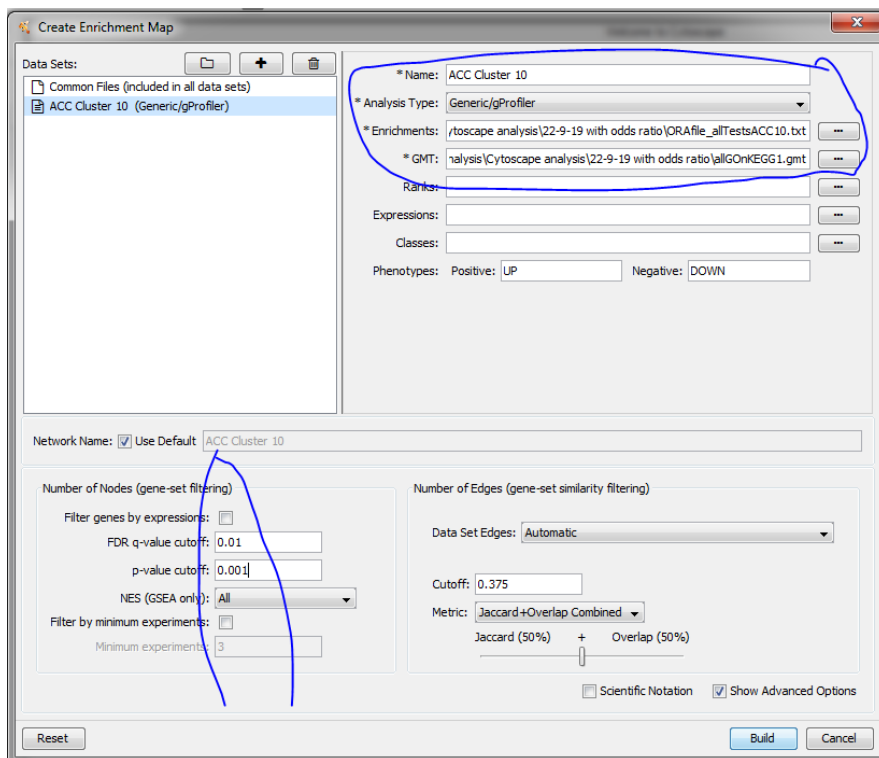 Create Enrichment Map
Data Sets:
Common Files (included in all data sets)
ACC Cluster 10 (Generic/gProfiler)
* Name: ACC Cluster 10
* Analysis Type: Generic/gProfiler
* Enrichments: /toscape analysis\22-9-19 with odds ratio\ORAfile_allTestsACC10.txt ...
* GMT: nalysis\Cytoscape analysis\22-9-19 with odds ratio\allGOnKEGG1.gmt ...
Ranks: ...
Expressions: ...
Classes: ...
Phenotypes: Positive: UP Negative: DOWN
Network Name: Use Default ACC Cluster 10
Number of Nodes (gene-set filtering)
Filter genes by expressions:
FDR q-value cutoff: 0.01
p-value cutoff: 0.001
NES (GSEA only): All
Filter by minimum experiments:
Minimum experiments: 3
Number of Edges (gene-set similarity filtering)
Data Set Edges: Automatic
Cutoff: 0.375
Metric: Jaccard+Overlap Combined
Jaccard (50%) + Overlap (50%)
Scientific Notation Show Advanced Options
Reset Build Cancel